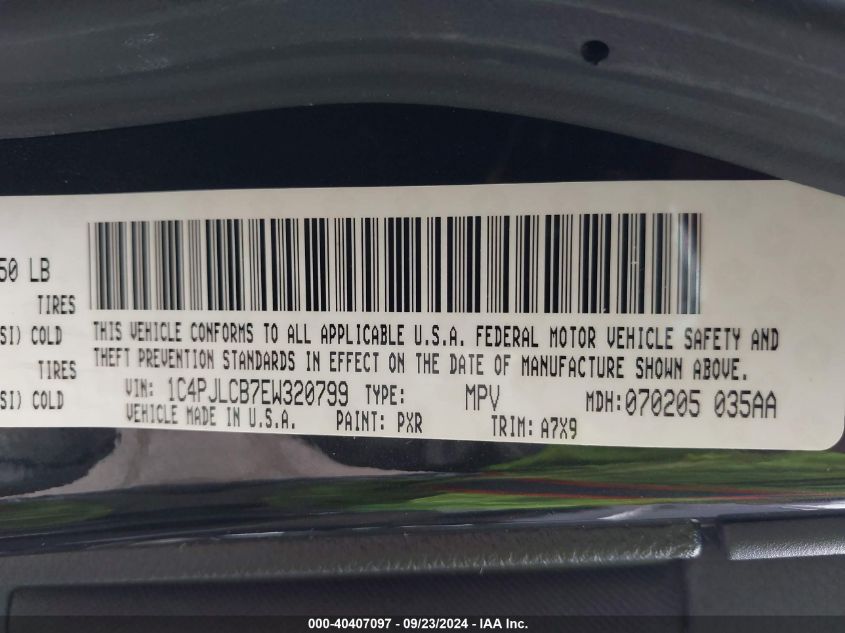 50 LB
TIRES
SI) COLD
TIRES
SI) COLD
THIS VEHICLE CONFORMS TO ALL APPLICABLE U.S.A. FEDERAL MOTOR VEHICLE SAFETY AND
THEFT PREVENTION STANDARDS IN EFFECT ON THE DATE OF MANUFACTURE SHOWN ABOVE.
VIN: 1C4PJLCB7EW320799 TYPE: MPV MDH:070205 035AA
VEHICLE MADE IN U.S.A. PAINT: PXR TRIM: A7X9
000-40407097 - 09/23/2024 - IAA Inc.